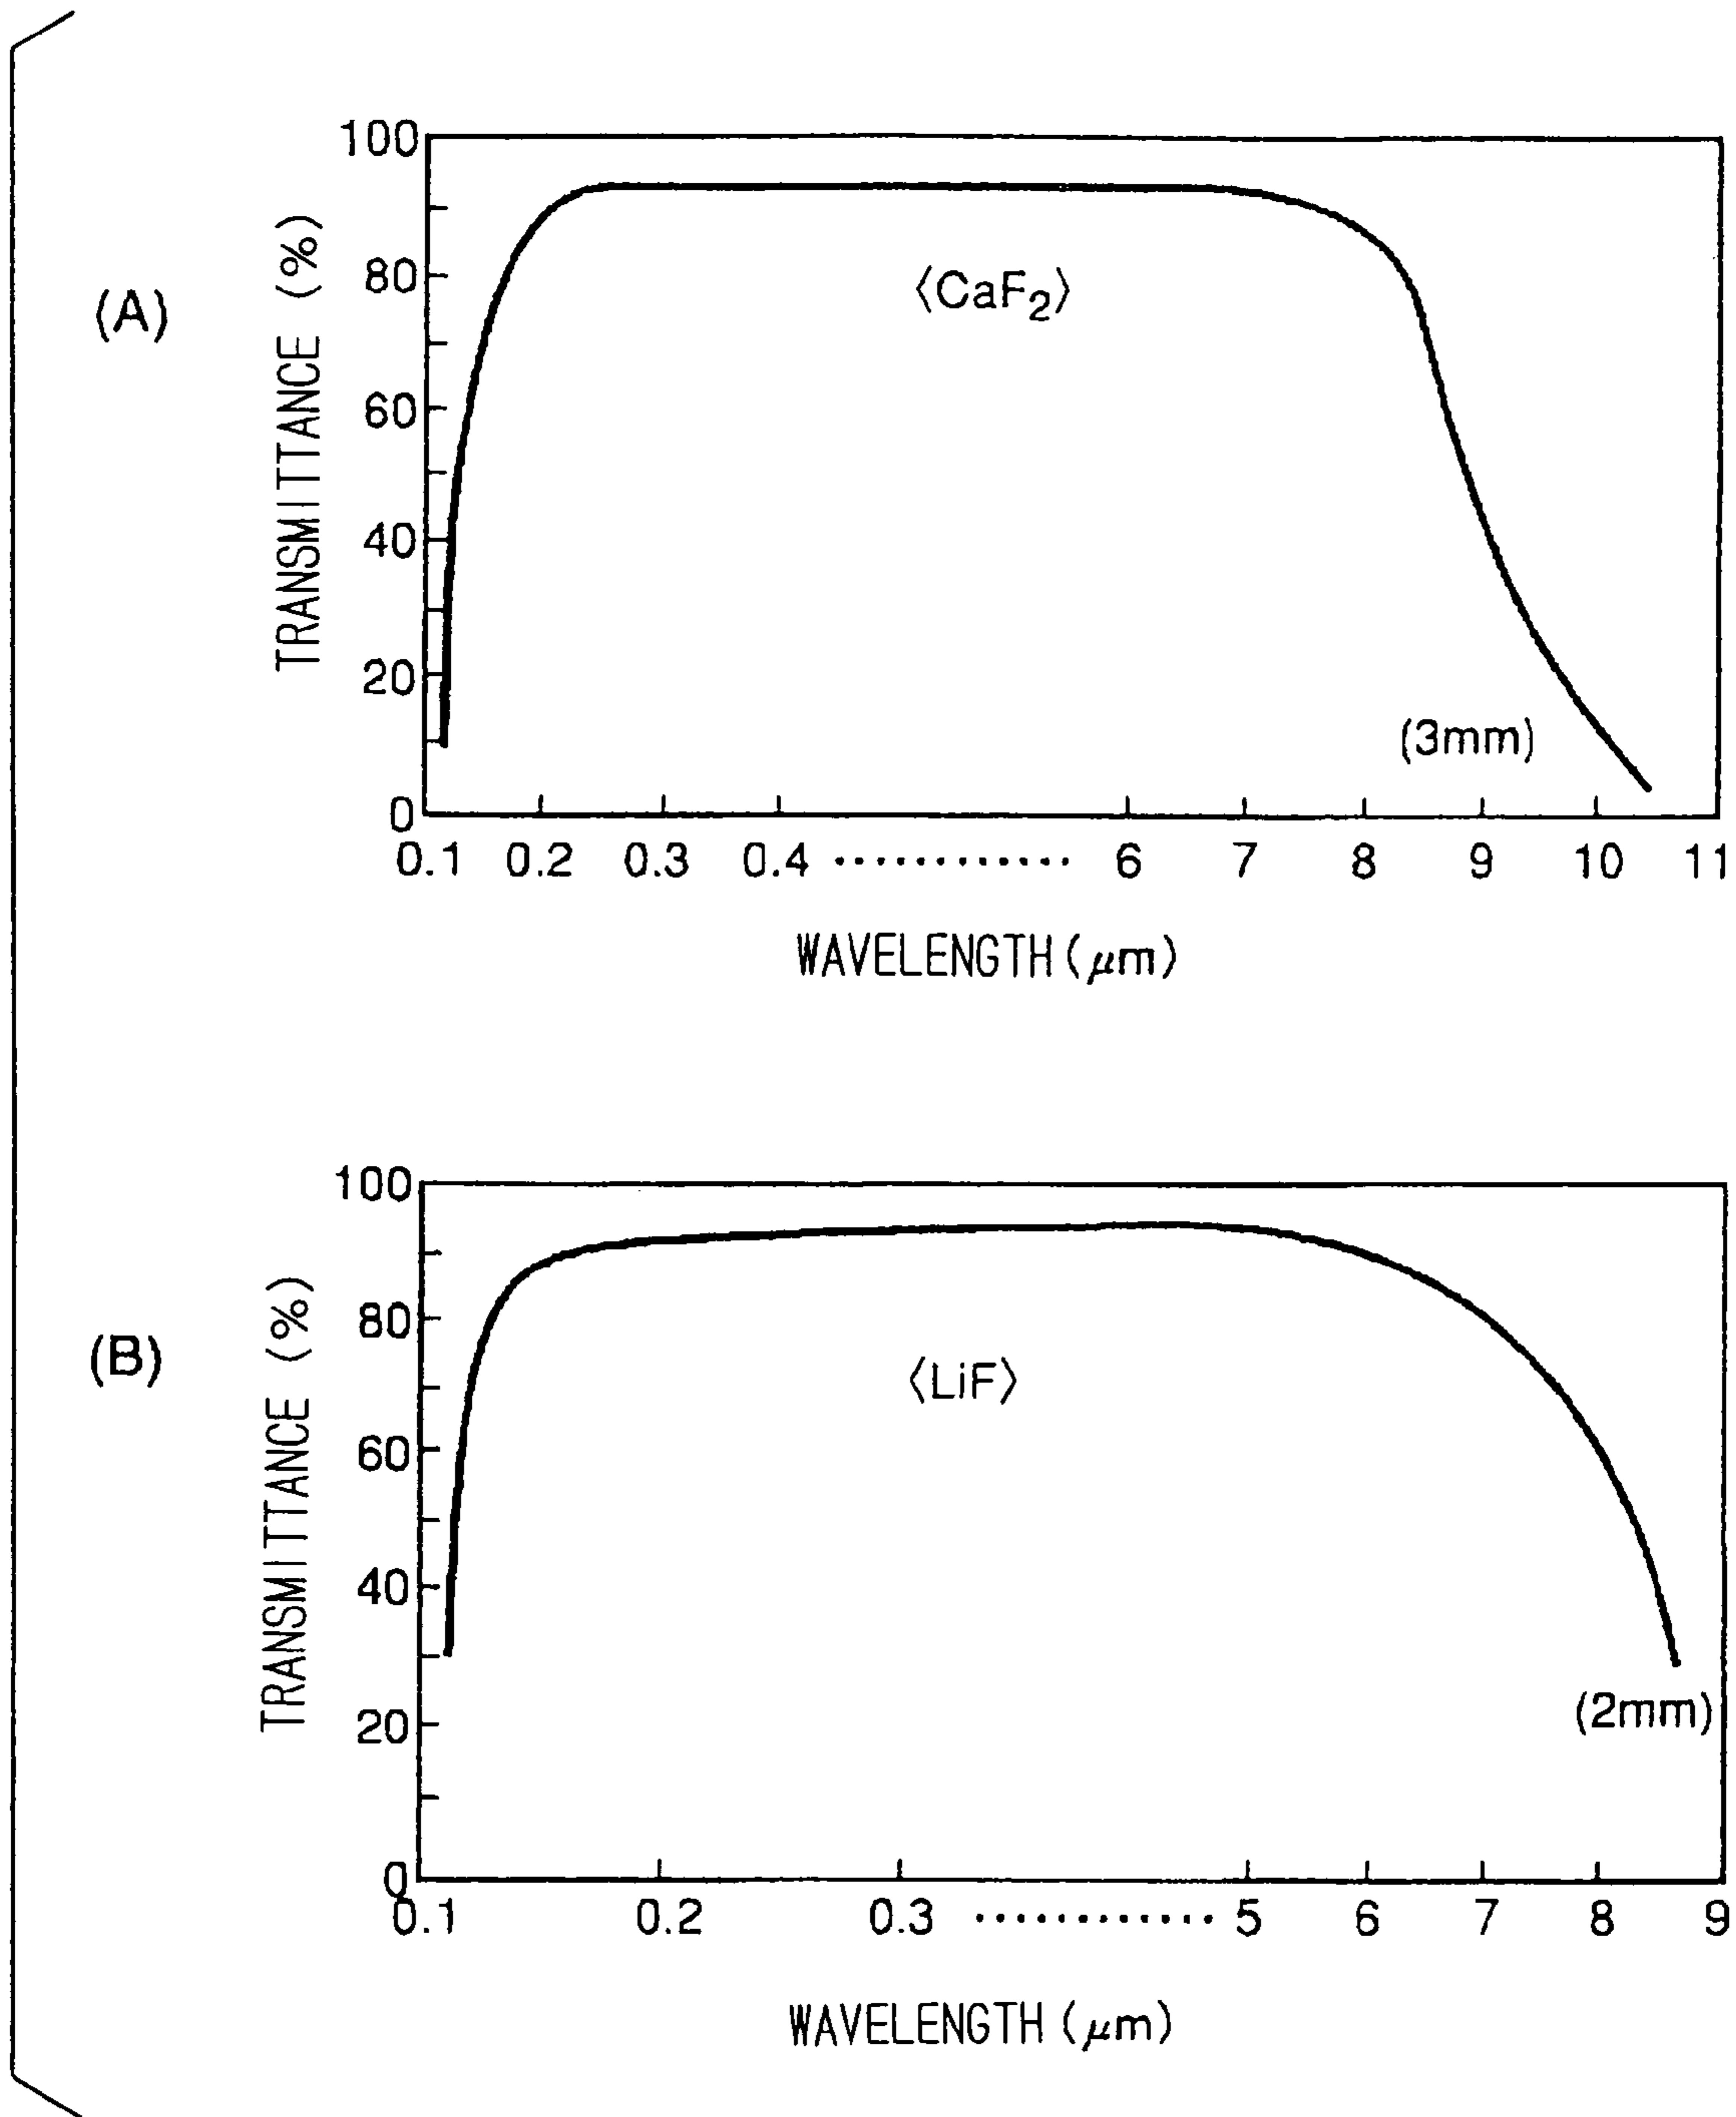 (A)
TRANSMITTANCE (%)
100
80
60
40
20
0
⟨CaF₂⟩
(3mm)
0.1 0.2 0.3 0.4 ············ 6 7 8 9 10 11
WAVELENGTH (μm)
(B)
TRANSMITTANCE (%)
100
80
60
40
20
0
⟨LiF⟩
(2mm)
0.1 0.2 0.3 ············ 5 6 7 8 9
WAVELENGTH (μm)